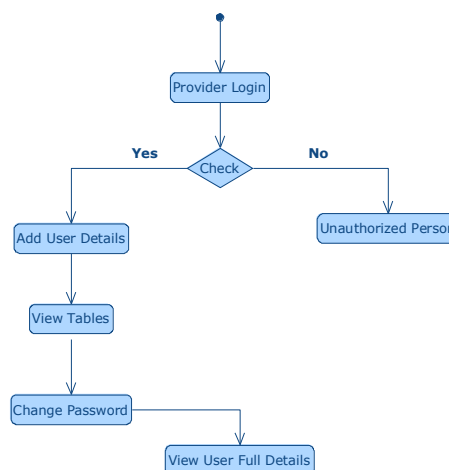 Provider Login
Yes
No
Check
Add User Details
Unauthorized Person
View Tables
Change Password
View User Full Details